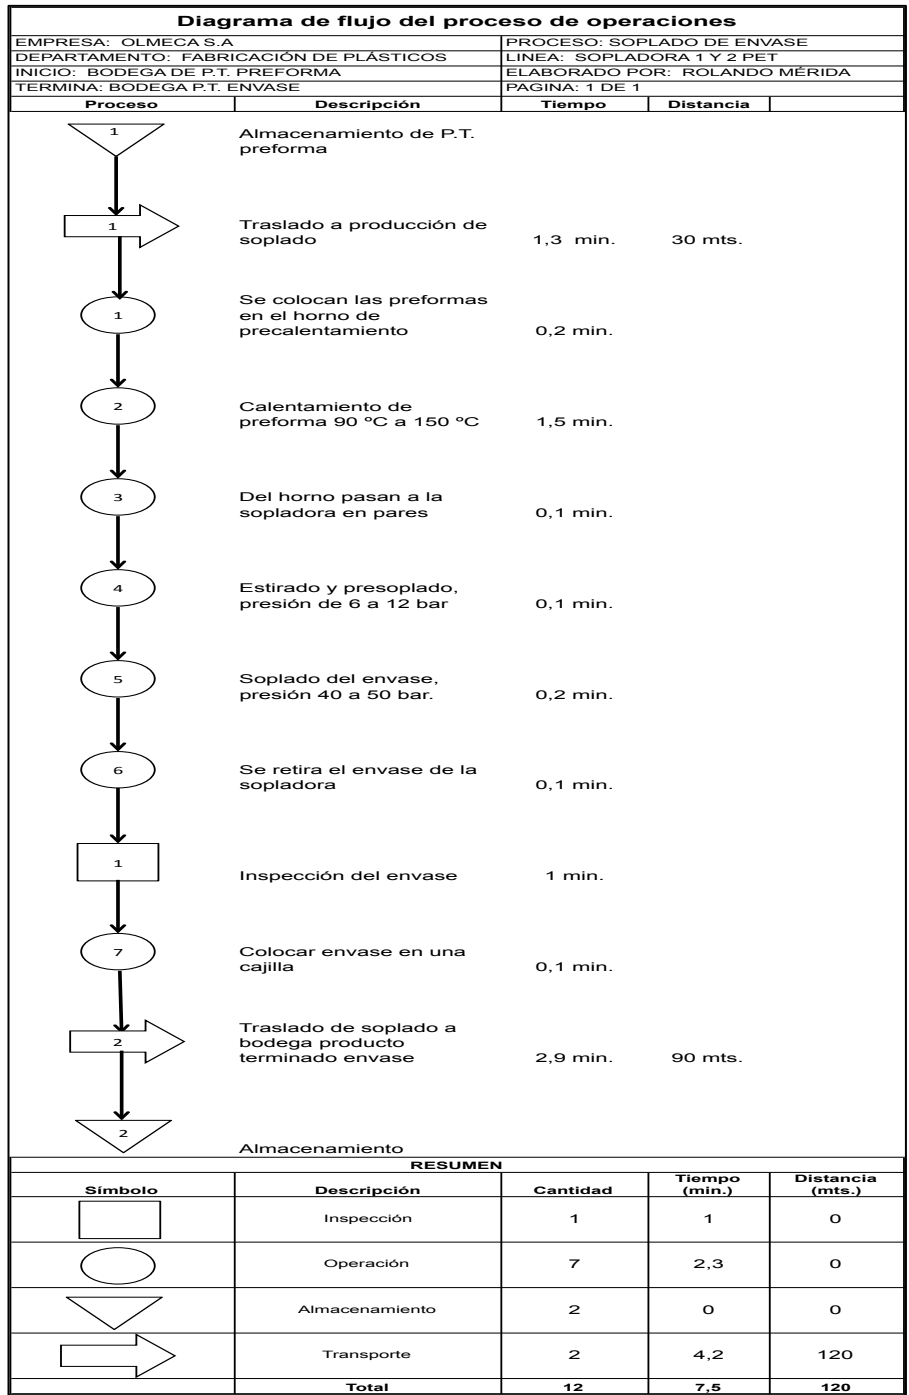 Diagrama de flujo del proceso de operaciones
EMPRESA: OLMECA S.A
PROCESO: SOPLADO DE ENVASE
DEPARTAMENTO: FABRICACIÓN DE PLÁSTICOS
LINEA: SOPLADORA 1 Y 2 PET
INICIO: BODEGA DE P.T. PREFORMA
ELABORADO POR: ROLANDO MÉRIDA
TERMINA: BODEGA P.T. ENVASE
PAGINA: 1 DE 1
Proceso Descripción Tiempo Distancia
1
Almacenamiento de P.T.
preforma
1
Traslado a producción de
soplado 1,3 min. 30 mts.
1
Se colocan las preformas
en el horno de
precalentamiento 0,2 min.
2
Calentamiento de
preforma 90 ºC a 150 ºC 1,5 min.
3
Del horno pasan a la
sopladora en pares 0,1 min.
4
Estirado y presoplado,
presión de 6 a 12 bar 0,1 min.
5
Soplado del envase,
presión 40 a 50 bar. 0,2 min.
6
Se retira el envase de la
sopladora 0,1 min.
1
Inspección del envase 1 min.
7
Colocar envase en una
cajilla 0,1 min.
2
Traslado de soplado a
bodega producto
terminado envase 2,9 min. 90 mts.
2
Almacenamiento
RESUMEN
Símbolo Descripción Cantidad Tiempo (min.) Distancia (mts.)
Inspección 1 1 0
Operación 7 2,3 0
Almacenamiento 2 0 0
Transporte 2 4,2 120
Total 12 7,5 120